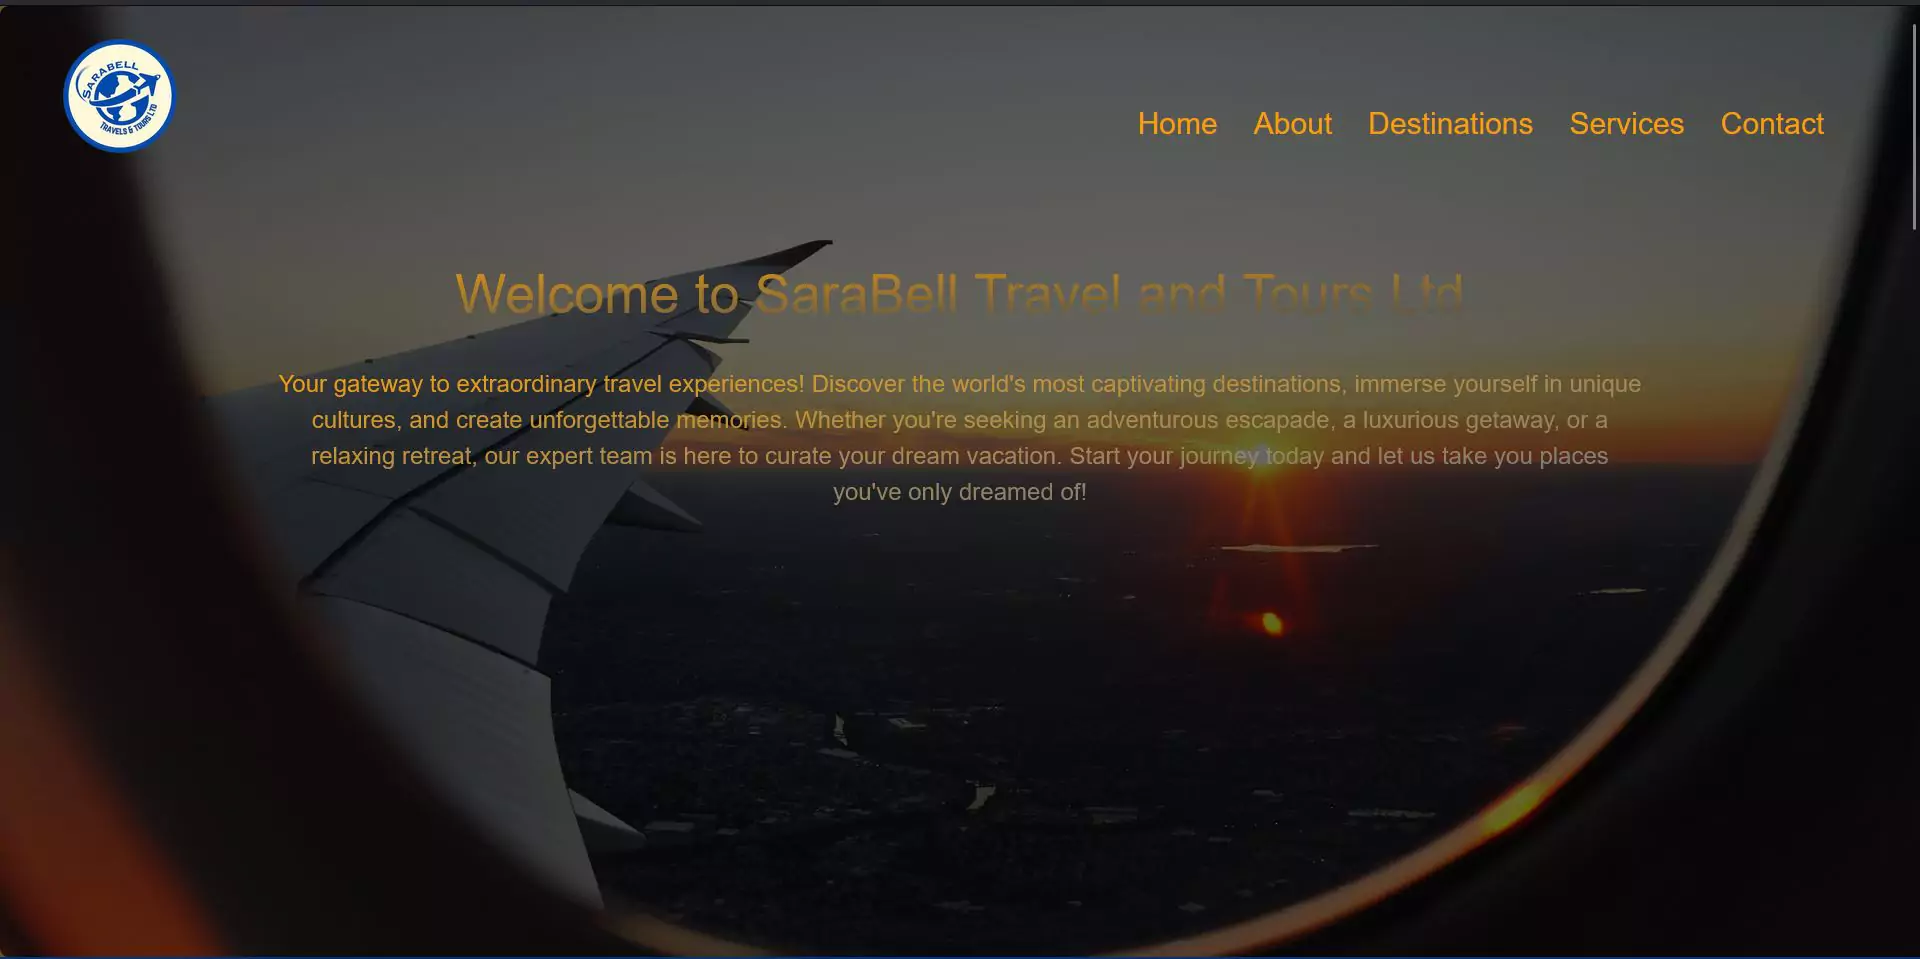 SARABELL
TRAVELS & TOURS LTD
Home About Destinations Services Contact
Welcome to SaraBell Travel and Tours Ltd
Your gateway to extraordinary travel experiences! Discover the world's most captivating destinations, immerse yourself in unique
cultures, and create unforgettable memories. Whether you're seeking an adventurous escapade, a luxurious getaway, or a
relaxing retreat, our expert team is here to curate your dream vacation. Start your journey today and let us take you places
you've only dreamed of!